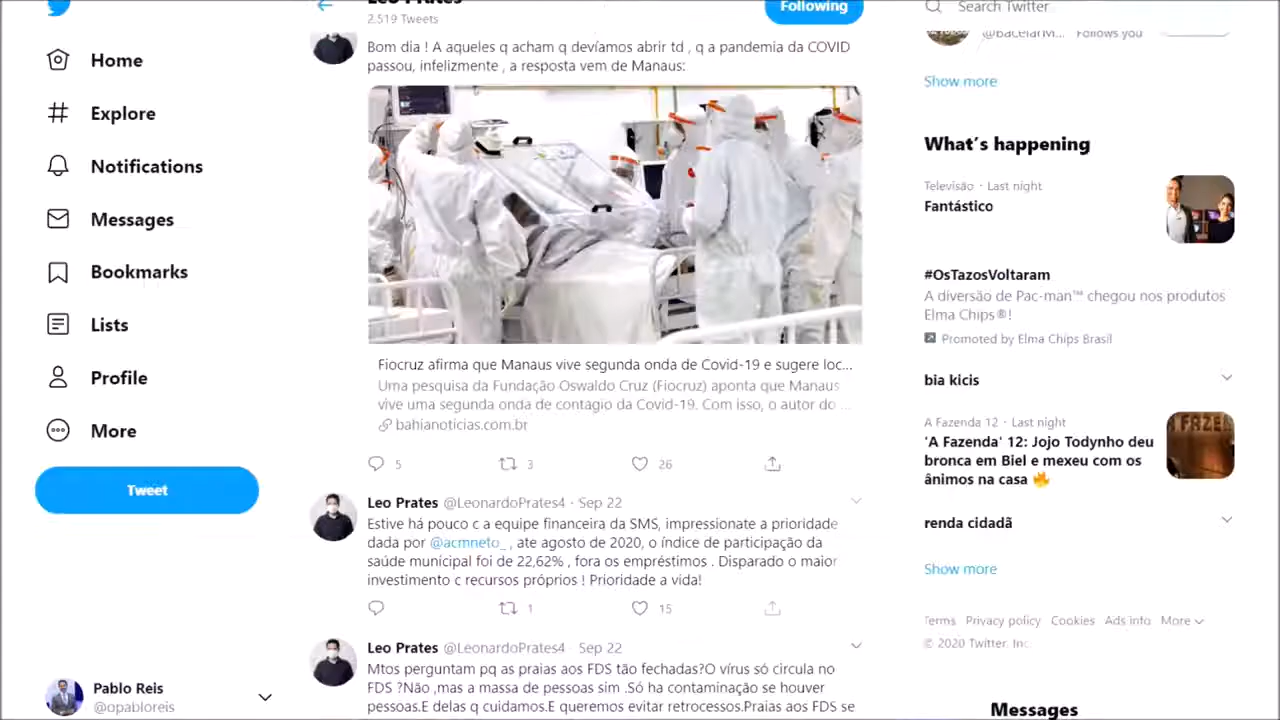 Home
Explore
Notifications
Messages
Bookmarks
Lists
Profile
More
Tweet
Pablo Reis
@opabloreis
Leo Prates
2.519 Tweets
Following
Bom dia ! A aqueles q acham q devíamos abrir td , q a pandemia da COVID
passou, infelizmente , a resposta vem de Manaus:
Fiocruz afirma que Manaus vive segunda onda de Covid-19 e sugere loc...
Uma pesquisa da Fundação Oswaldo Cruz (Fiocruz) aponta que Manaus
vive uma segunda onda de contagio da Covid-19. Com isso, o autor do ...
bahianoticias.com.br
5 3 26
Leo Prates @LeonardoPrates4 · Sep 22
Estive há pouco c a equipe financeira da SMS, impressionate a prioridade
dada por @acmneto_ , ate agosto de 2020, o índice de participação da
saúde municipal foi de 22,62% , fora os empréstimos . Disparado o maior
investimento c recursos próprios ! Prioridade a vida!
1 15
Leo Prates @LeonardoPrates4 · Sep 22
Mtos perguntam pq as praias aos FDS tão fechadas?O vírus só circula no
FDS ?Não ,mas a massa de pessoas sim .Só ha contaminação se houver
pessoas.E delas q cuidamos.E queremos evitar retrocessos.Praias aos FDS se
Search Twitter
@BacelarM... Follows you
Show more
What's happening
Televisão · Last night
Fantástico
#OsTazosVoltaram
A diversão de Pac-man™ chegou nos produtos
Elma Chips®!
Promoted by Elma Chips Brasil
bia kicis
A Fazenda 12 · Last night
'A Fazenda' 12: Jojo Todynho deu
bronca em Biel e mexeu com os
ânimos na casa 🔥
A FAZEN
renda cidadã
Show more
Terms Privacy policy Cookies Ads info More
© 2020 Twitter, Inc.
Messages